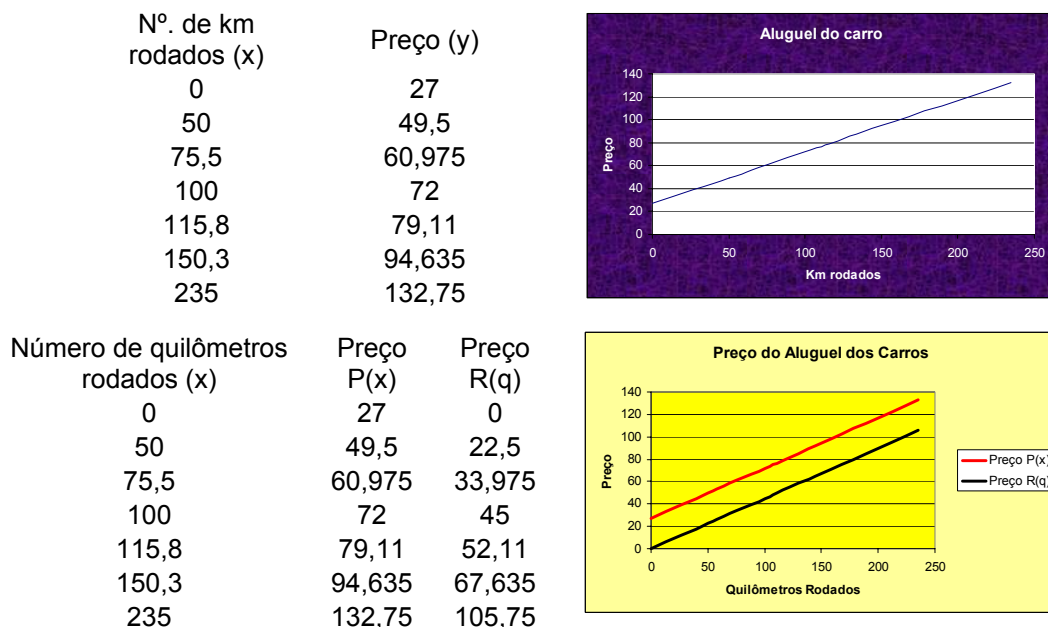 Nº. de km
rodados (x)
Preço (y)
0 27
50 49,5
75,5 60,975
100 72
115,8 79,11
150,3 94,635
235 132,75
Aluguel do carro
140
120
100
80
60
40
20
0
Preço
0 50 100 150 200 250
Km rodados
Número de quilômetros
rodados (x)
Preço
P(x)
Preço
R(q)
0 27 0
50 49,5 22,5
75,5 60,975 33,975
100 72 45
115,8 79,11 52,11
150,3 94,635 67,635
235 132,75 105,75
Preço do Aluguel dos Carros
140
120
100
80
60
40
20
0
Preço
0 50 100 150 200 250
Quilômetros Rodados
Preço P(x)
Preço R(q)